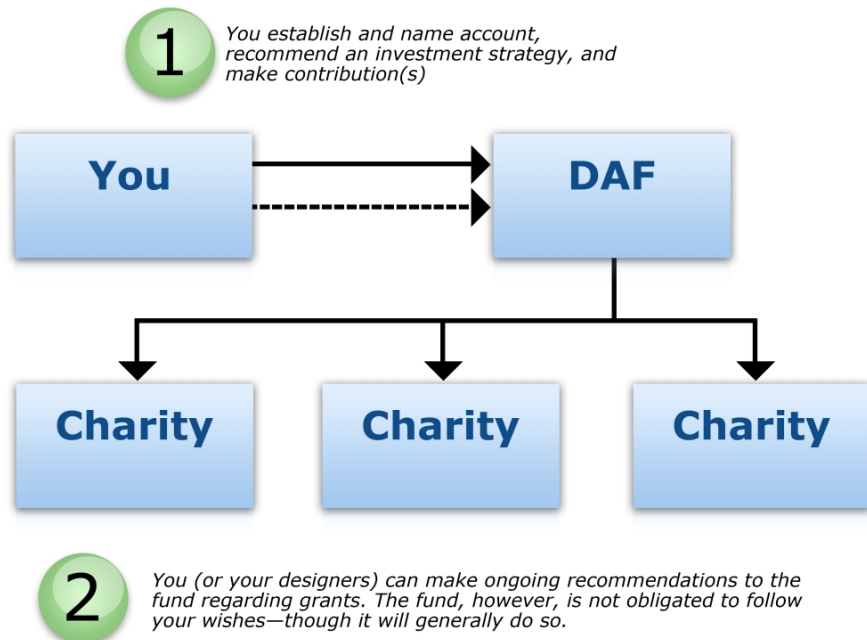 1
You establish and name account,
recommend an investment strategy, and
make contribution(s)
You
DAF
Charity
Charity
Charity
2
You (or your designers) can make ongoing recommendations to the
fund regarding grants. The fund, however, is not obligated to follow
your wishes—though it will generally do so.